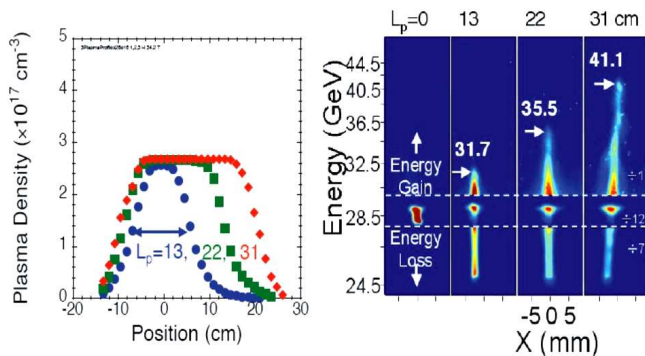 Plasma Density (×10¹⁷ cm⁻³)
5
4
3
2
1
0
Lₚ=13, 22, 31
-20 -10 0 10 20 30
Position (cm)
Lₚ=0 13 22 31 cm
Energy (GeV)
44.5
40.5
36.5
32.5
28.5
24.5
41.1
35.5
31.7
Energy
Gain
Energy
Loss
÷12
÷7
-5 0 5
X (mm)